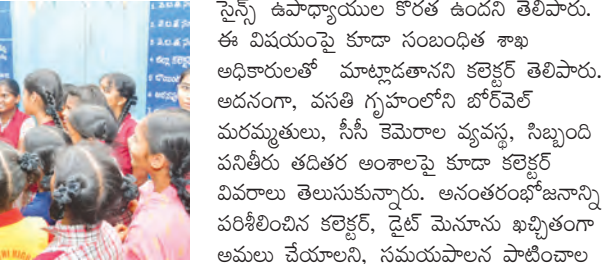 సైన్స్ ఉపాధ్యాయుల కొరత ఉందని తెలిపారు.
ఈ విషయంపై కూడా సంబంధిత శాఖ
అధికారులతో మాట్లాడతానని కలెక్టర్ తెలిపారు.
అదనంగా, వసతి గృహంలోని బోర్‌వెల్
మరమ్మతులు, సీసీ కెమెరాల వ్యవస్థ, సిబ్బంది
పనితీరు తదితర అంశాలపై కూడా కలెక్టర్
వివరాలు తెలుసుకున్నారు. అనంతరంభోజనాన్ని
పరిశీలించిన కలెక్టర్, డైట్ మెనూను ఖచ్చితంగా
అమలు చేయాలని, సమయపాలన పాటించాల